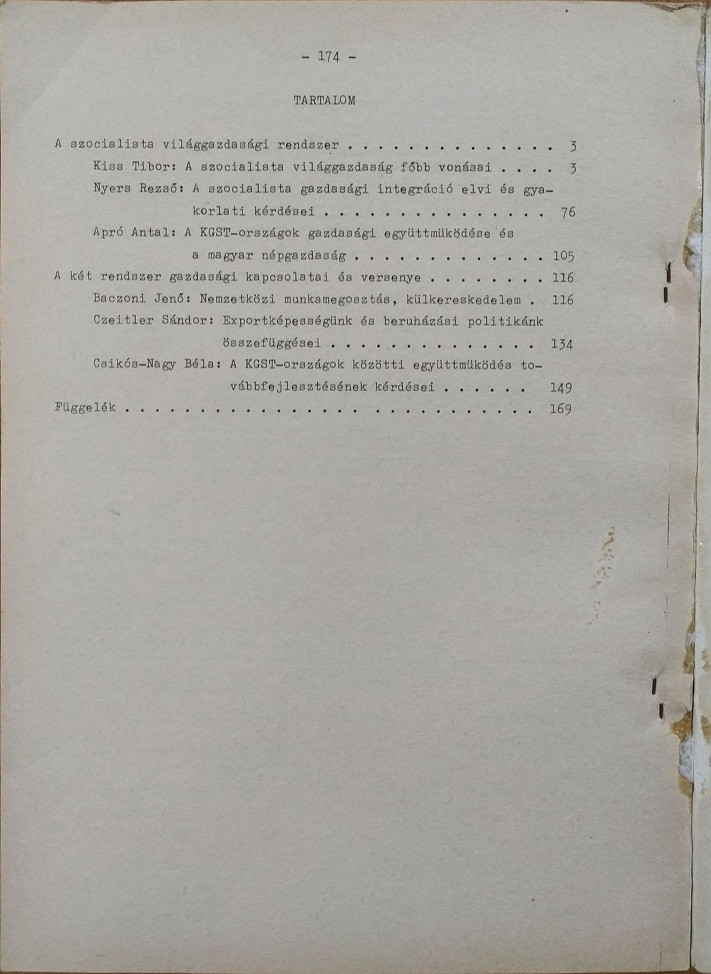 - 174 -
TARTALOM
A szocialista világgazdasági rendszer . . . . . . . . . . . . . . 3
Kiss Tibor: A szocialista világgazdaság főbb vonásai . . . . 3
Nyers Rezső: A szocialista gazdasági integráció elvi és gya-
korlati kérdései . . . . . . . . . . . . . . . 76
Apró Antal: A KGST-országok gazdasági együttmüködése és
a magyar népgazdaság . . . . . . . . . . . . . 105
A két rendszer gazdasági kapcsolatai és versenye . . . . . . . . 116
Baczoni Jenő: Nemzetközi munkamegosztás, külkereskedelem . 116
Czeitler Sándor: Exportképességünk és beruházási politikánk
összefüggései . . . . . . . . . . . . . . 134
Csikós-Nagy Béla: A KGST-országok közötti együttmüködés to-
vábbfejlesztésének kérdései . . . . . . 149
Függelék . . . . . . . . . . . . . . . . . . . . . . . . . . . . 169